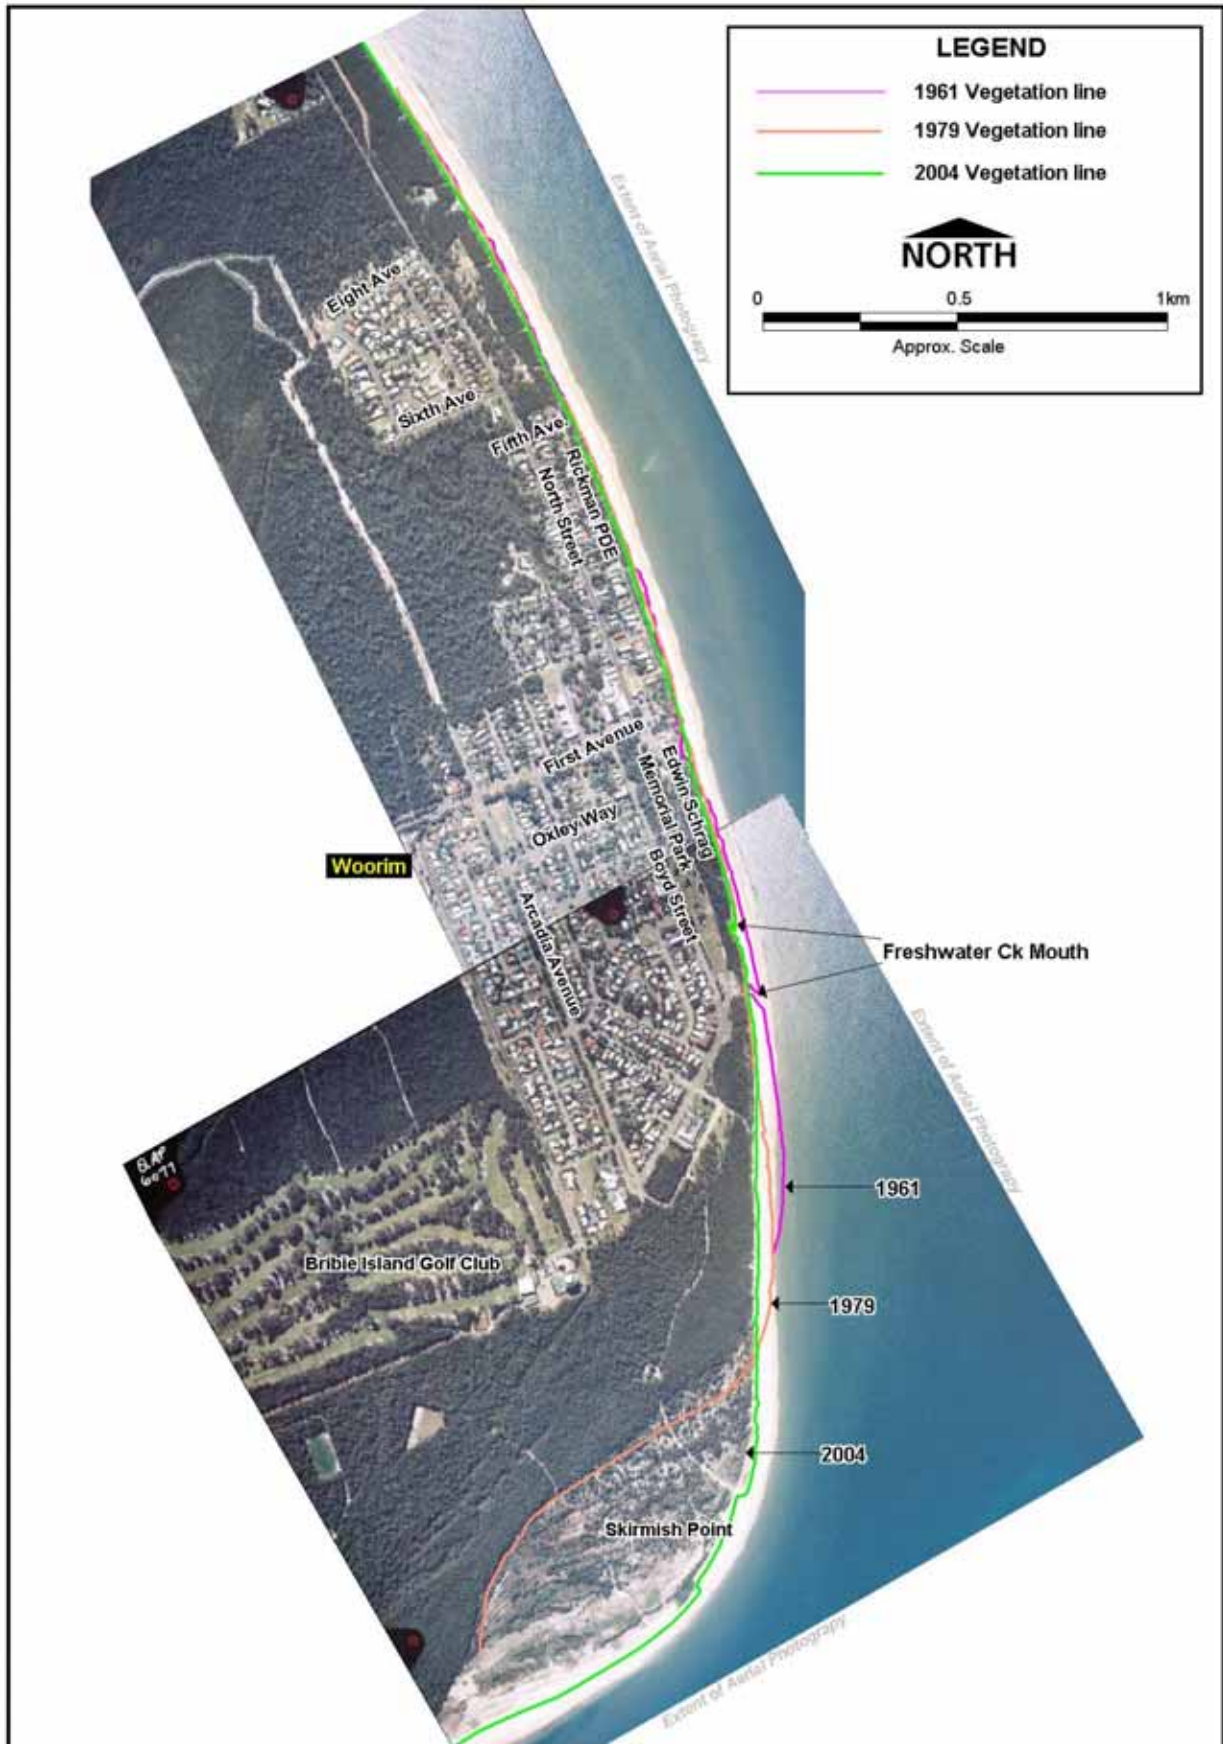 LEGEND
1961 Vegetation line
1979 Vegetation line
2004 Vegetation line
NORTH
0 0.5 1km
Approx. Scale
Extent of Aerial Photograpy
Eight Ave
Sixth Ave
Fifth Ave.
Rickman PDE
North Street
First Avenue
Edwin Schrag
Memorial Park
Oxley Way
Boyd Street
Woorim
Arcadia Avenue
Freshwater Ck Mouth
Extent of Aerial Photograpy
1961
Bribie Island Golf Club
1979
2004
Skirmish Point
Extent of Aerial Photograpy